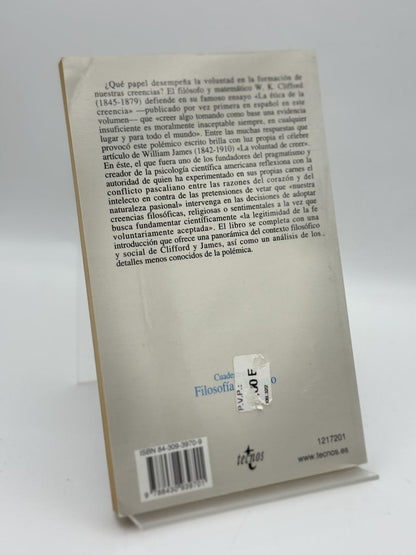 ¿Qué papel desempeña la voluntad en la formación de
nuestras creencias? El filósofo y matemático W. K. Clifford
(1845-1879) defiende en su famoso ensayo «La ética de la
creencia» —publicado por vez primera en español en este
volumen— que «creer algo tomando como base una evidencia
insuficiente es moralmente inaceptable siempre, en cualquier
lugar y para todo el mundo». Entre las muchas respuestas que
provocó este polémico escrito brilla con luz propia el célebre
artículo de William James (1842-1910) «La voluntad de creer».
En éste, el que fuera uno de los fundadores del pragmatismo y
creador de la psicología científica americana reflexiona con la
autoridad de quien ha experimentado en sus propias carnes el
conflicto pascaliano entre las razones del corazón y del
intelecto en contra de las pretensiones de vetar que «nuestra
naturaleza pasional» intervenga en las decisiones de adoptar
creencias filosóficas, religiosas o sentimentales a la vez que
busca fundamentar científicamente «la legitimidad de la fe
voluntariamente aceptada». El libro se completa con una
introducción que ofrece una panorámica del contexto filosófico
y social de Clifford y James, así como un análisis de los
detalles menos conocidos de la polémica.
Filosofía
P.V.P.:
ISBN 84-309-3970-9
9 788430 939701
tecnos
1217201
www.tecnos.es